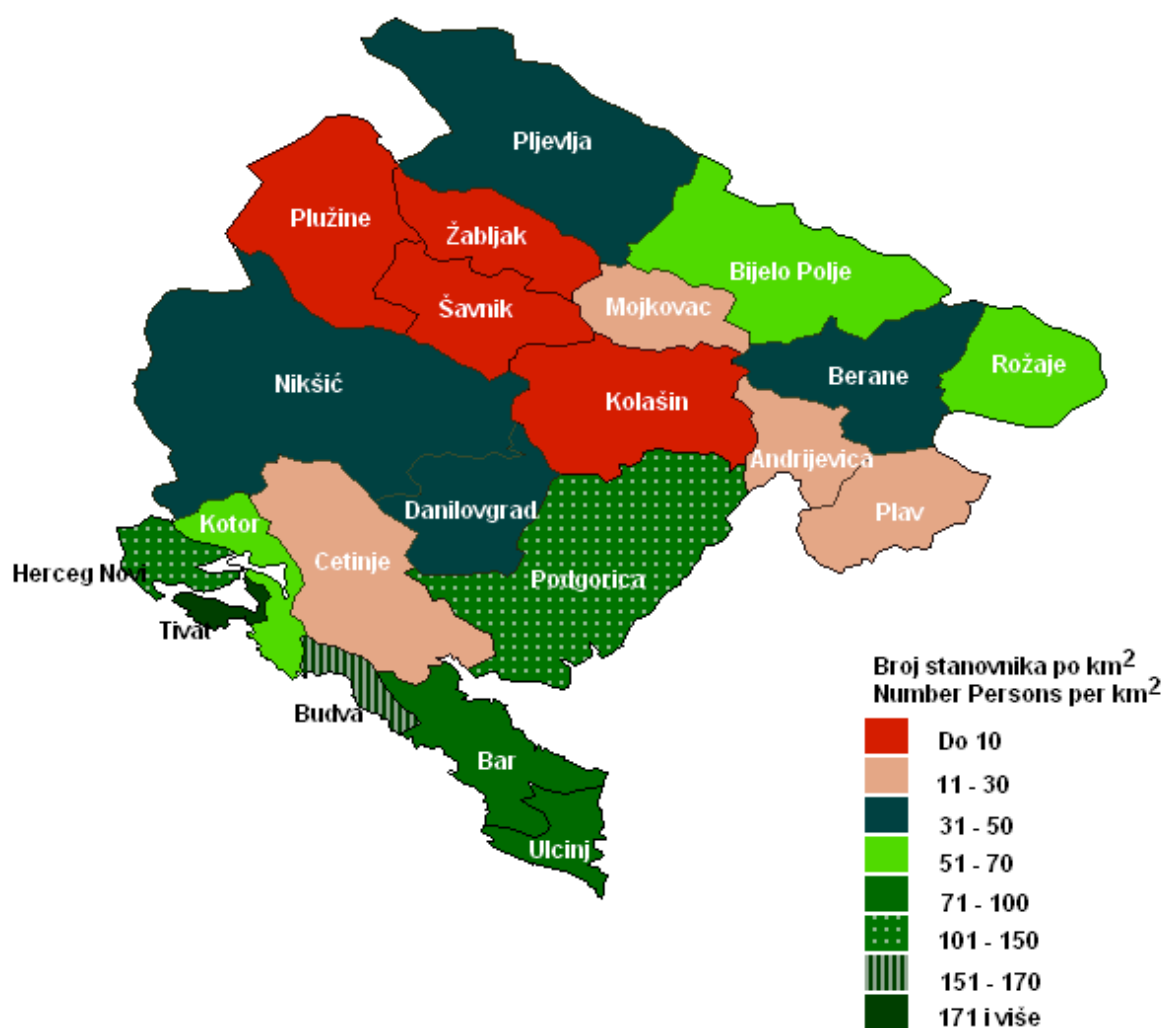 Pljevlja
Plužine
Žabljak
Bijelo Polje
Šavnik
Mojkovac
Rožaje
Nikšić
Berane
Kolašin
Andrijevica
Danilovgrad
Plav
Kotor
Cetinje
Herceg Novi
Podgorica
Tivat
Budva
Bar
Ulcinj
Broj stanovnika po km²
Number Persons per km²
Do 10
11 - 30
31 - 50
51 - 70
71 - 100
101 - 150
151 - 170
171 i više